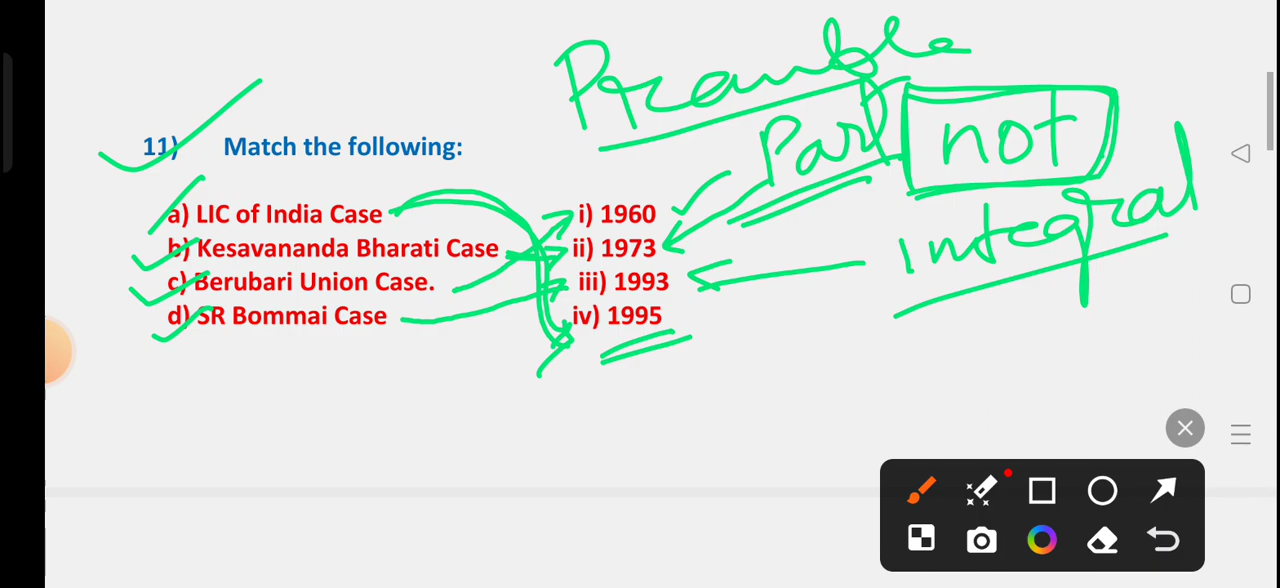 Preamble
Part not
integral
11) Match the following:
a) LIC of India Case i) 1960
b) Kesavananda Bharati Case ii) 1973
c) Berubari Union Case. iii) 1993
d) SR Bommai Case iv) 1995